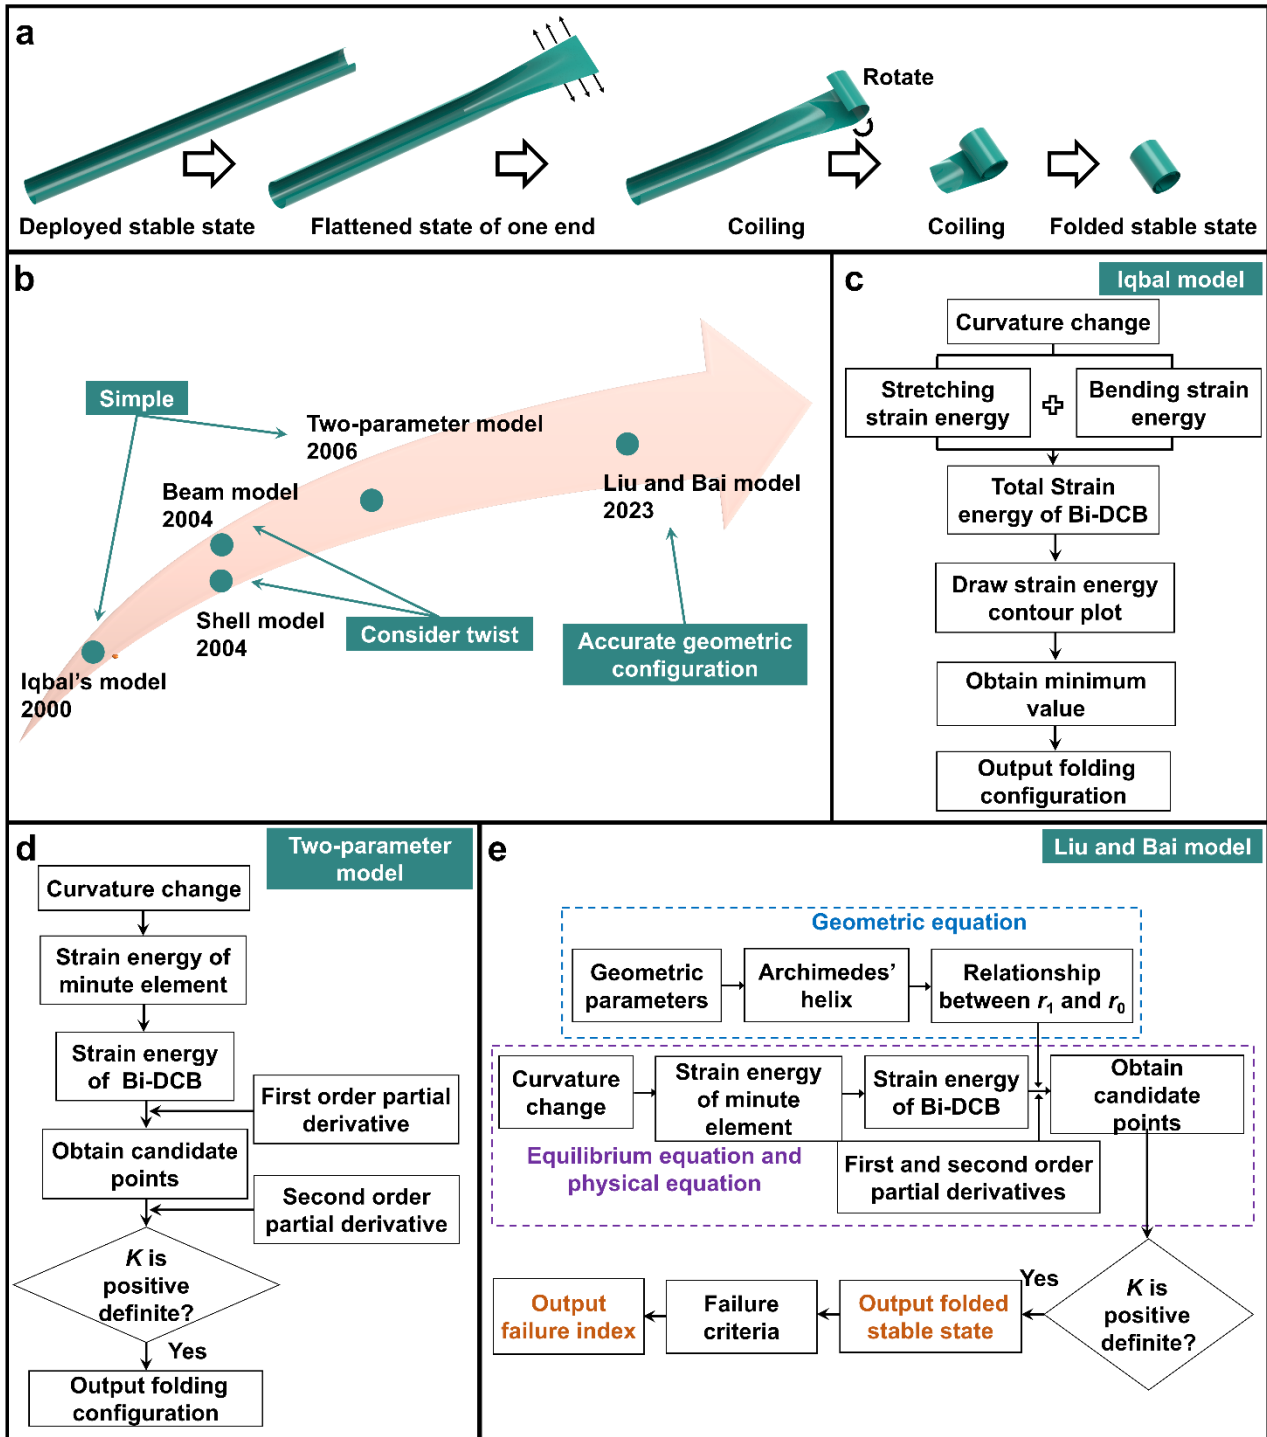 a
Rotate
Deployed stable state
Flattened state of one end
Coiling
Coiling
Folded stable state
b
Simple
Two-parameter model
2006
Beam model
2004
Liu and Bai model
2023
Shell model
2004
Consider twist
Accurate geometric
configuration
Iqbal's model
2000
c
Iqbal model
Curvature change
Stretching
strain energy
Bending strain
energy
Total Strain
energy of Bi-DCB
Draw strain energy
contour plot
Obtain minimum
value
Output folding
configuration
d
Two-parameter
model
Curvature change
Strain energy of
minute element
Strain energy
of Bi-DCB
First order partial
derivative
Obtain candidate
points
Second order
partial derivative
K is
positive
definite?
Yes
Output folding
configuration
e
Liu and Bai model
Geometric equation
Geometric
parameters
Archimedes'
helix
Relationship
between r1 and r0
Curvature
change
Strain energy
of minute
element
Strain energy
of Bi-DCB
Obtain
candidate
points
Equilibrium equation and
physical equation
First and second order
partial derivatives
K is
positive
definite?
Yes
Output folded
stable state
Failure
criteria
Output
failure index